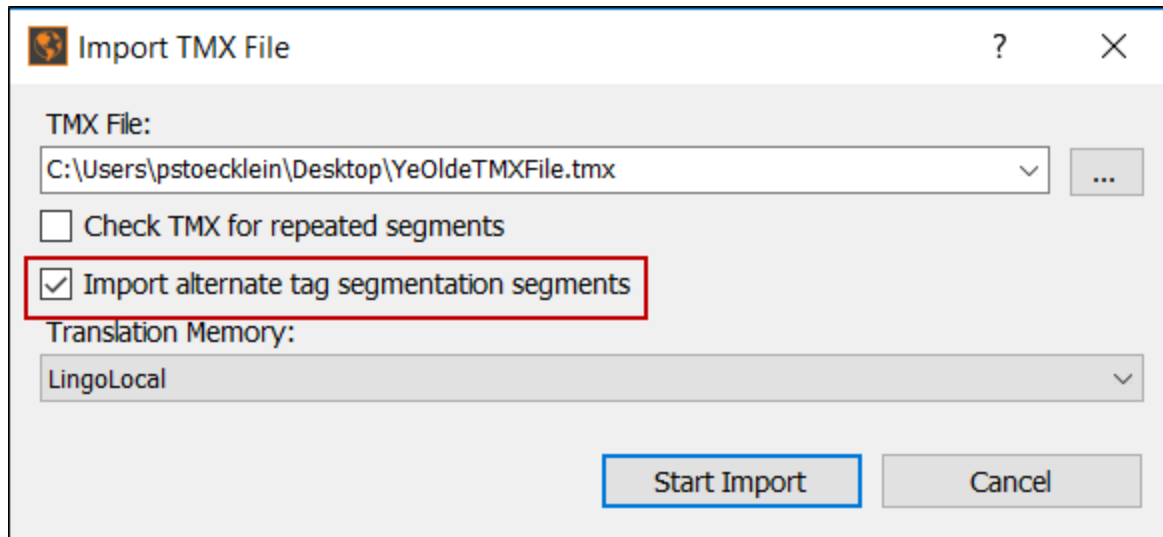 Import TMX File
TMX File:
C:\Users\pstoecklein\Desktop\YeOldeTMXFile.tmx
...
Check TMX for repeated segments
Import alternate tag segmentation segments
Translation Memory:
LingoLocal
Start Import
Cancel